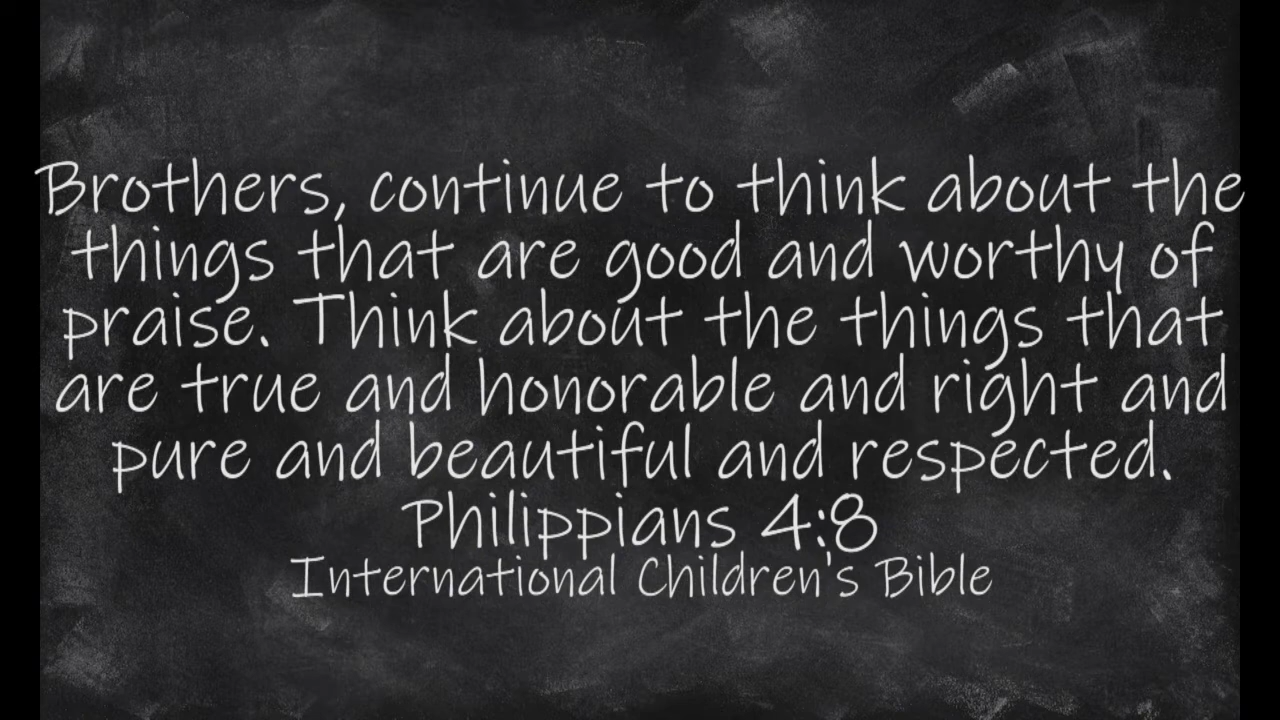 Brothers, continue to think about the
things that are good and worthy of
praise. Think about the things that
are true and honorable and right and
pure and beautiful and respected.
Philippians 4:8
International Children's Bible